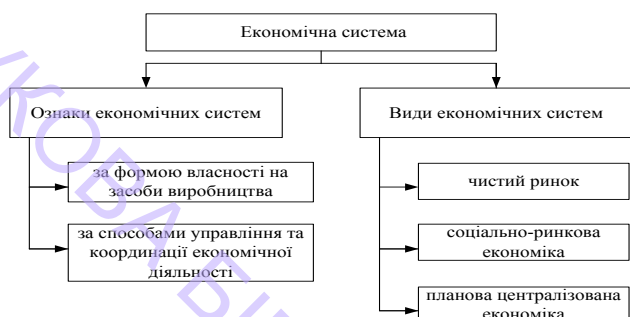 Економічна система
Ознаки економічних систем
за формою власності на
засоби виробництва
за способами управління та
координації економічної
діяльності
Види економічних систем
чистий ринок
соціально-ринкова
економіка
планова централізована
економіка